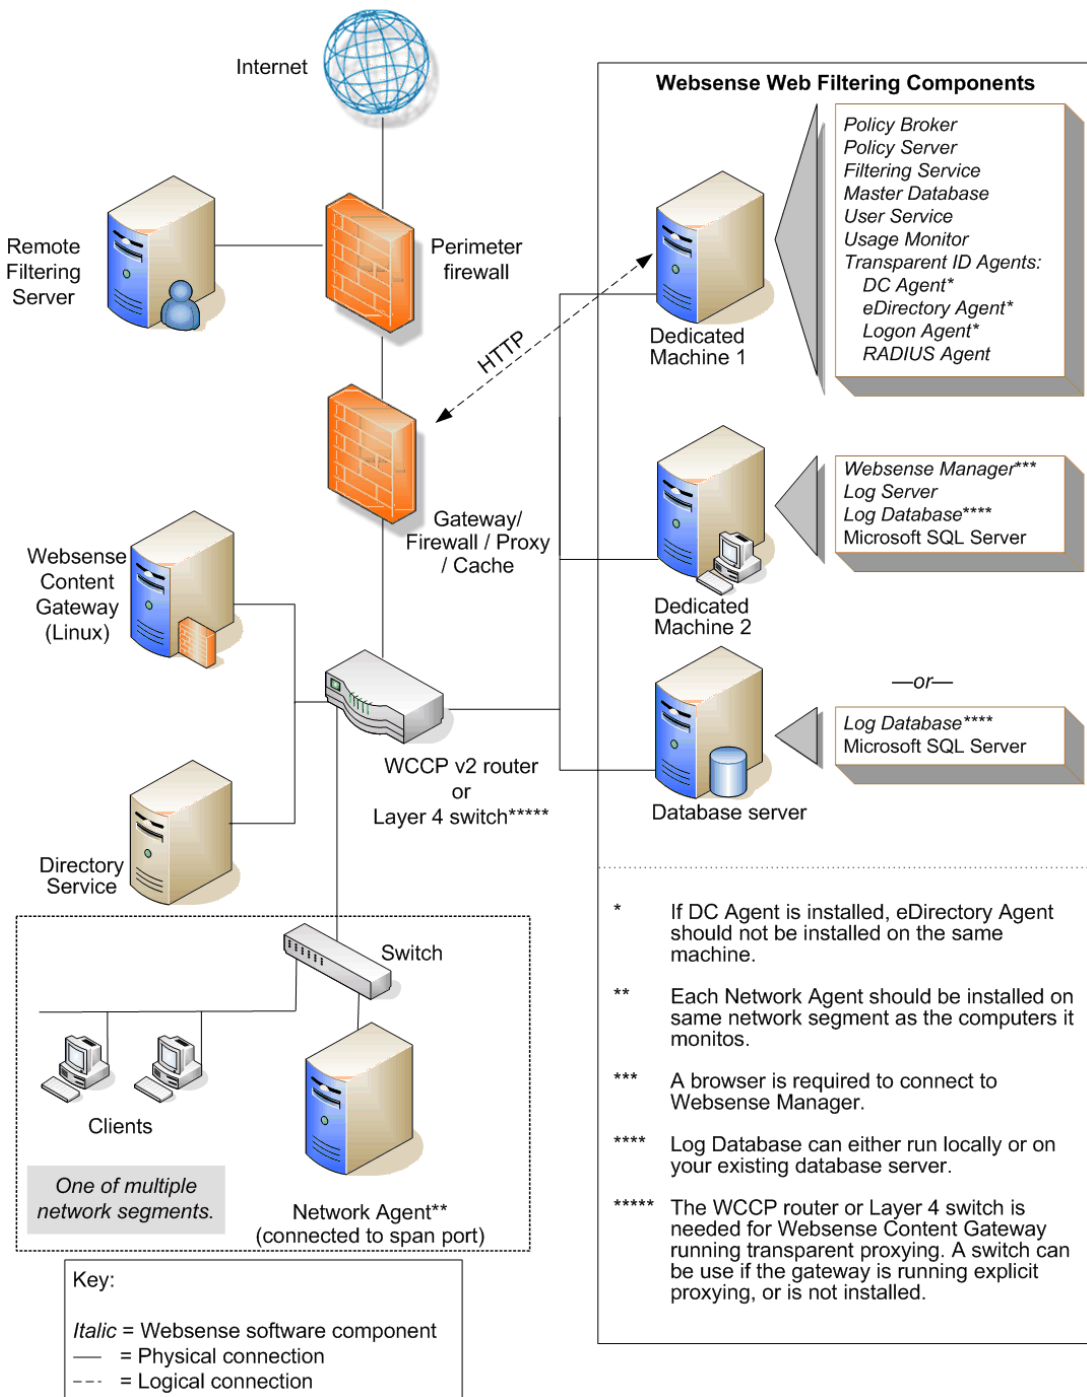 Internet
Remote
Filtering
Server
Perimeter
firewall
HTTP
Gateway/
Firewall / Proxy
/ Cache
Websense
Content
Gateway
(Linux)
WCCP v2 router
or
Layer 4 switch*****
Directory
Service
Switch
Clients
One of multiple
network segments.
Network Agent**
(connected to span port)
Key:
Italic = Websense software component
= Physical connection
= Logical connection
Websense Web Filtering Components
Dedicated
Machine 1
Policy Broker
Policy Server
Filtering Service
Master Database
User Service
Usage Monitor
Transparent ID Agents:
DC Agent*
eDirectory Agent*
Logon Agent*
RADIUS Agent
Dedicated
Machine 2
Websense Manager***
Log Server
Log Database****
Microsoft SQL Server
—or—
Database server
Log Database****
Microsoft SQL Server
* If DC Agent is installed, eDirectory Agent
should not be installed on the same
machine.
** Each Network Agent should be installed on
same network segment as the computers it
monitos.
*** A browser is required to connect to
Websense Manager.
**** Log Database can either run locally or on
your existing database server.
***** The WCCP router or Layer 4 switch is
needed for Websense Content Gateway
running transparent proxying. A switch can
be use if the gateway is running explicit
proxying, or is not installed.